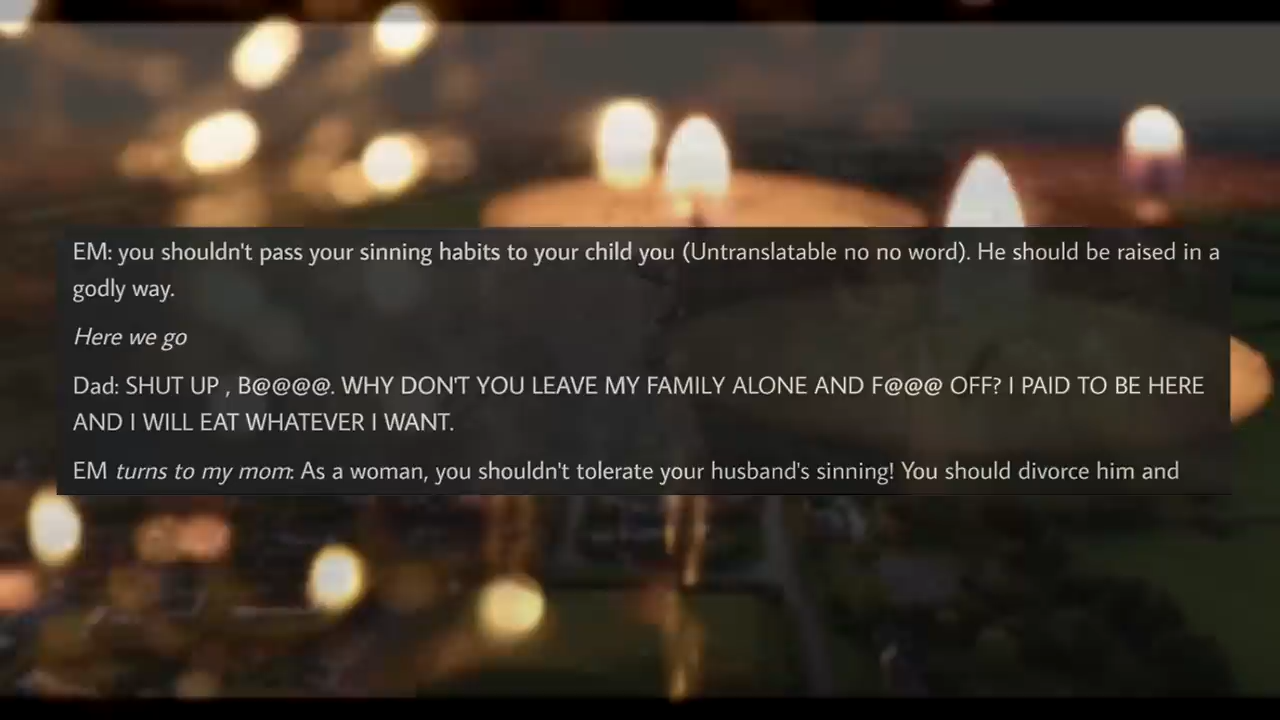 EM: you shouldn't pass your sinning habits to your child you (Untranslatable no no word). He should be raised in a
godly way.
Here we go
Dad: SHUT UP , B@@@@. WHY DON'T YOU LEAVE MY FAMILY ALONE AND F@@@ OFF? I PAID TO BE HERE
AND I WILL EAT WHATEVER I WANT.
EM turns to my mom: As a woman, you shouldn't tolerate your husband's sinning! You should divorce him and